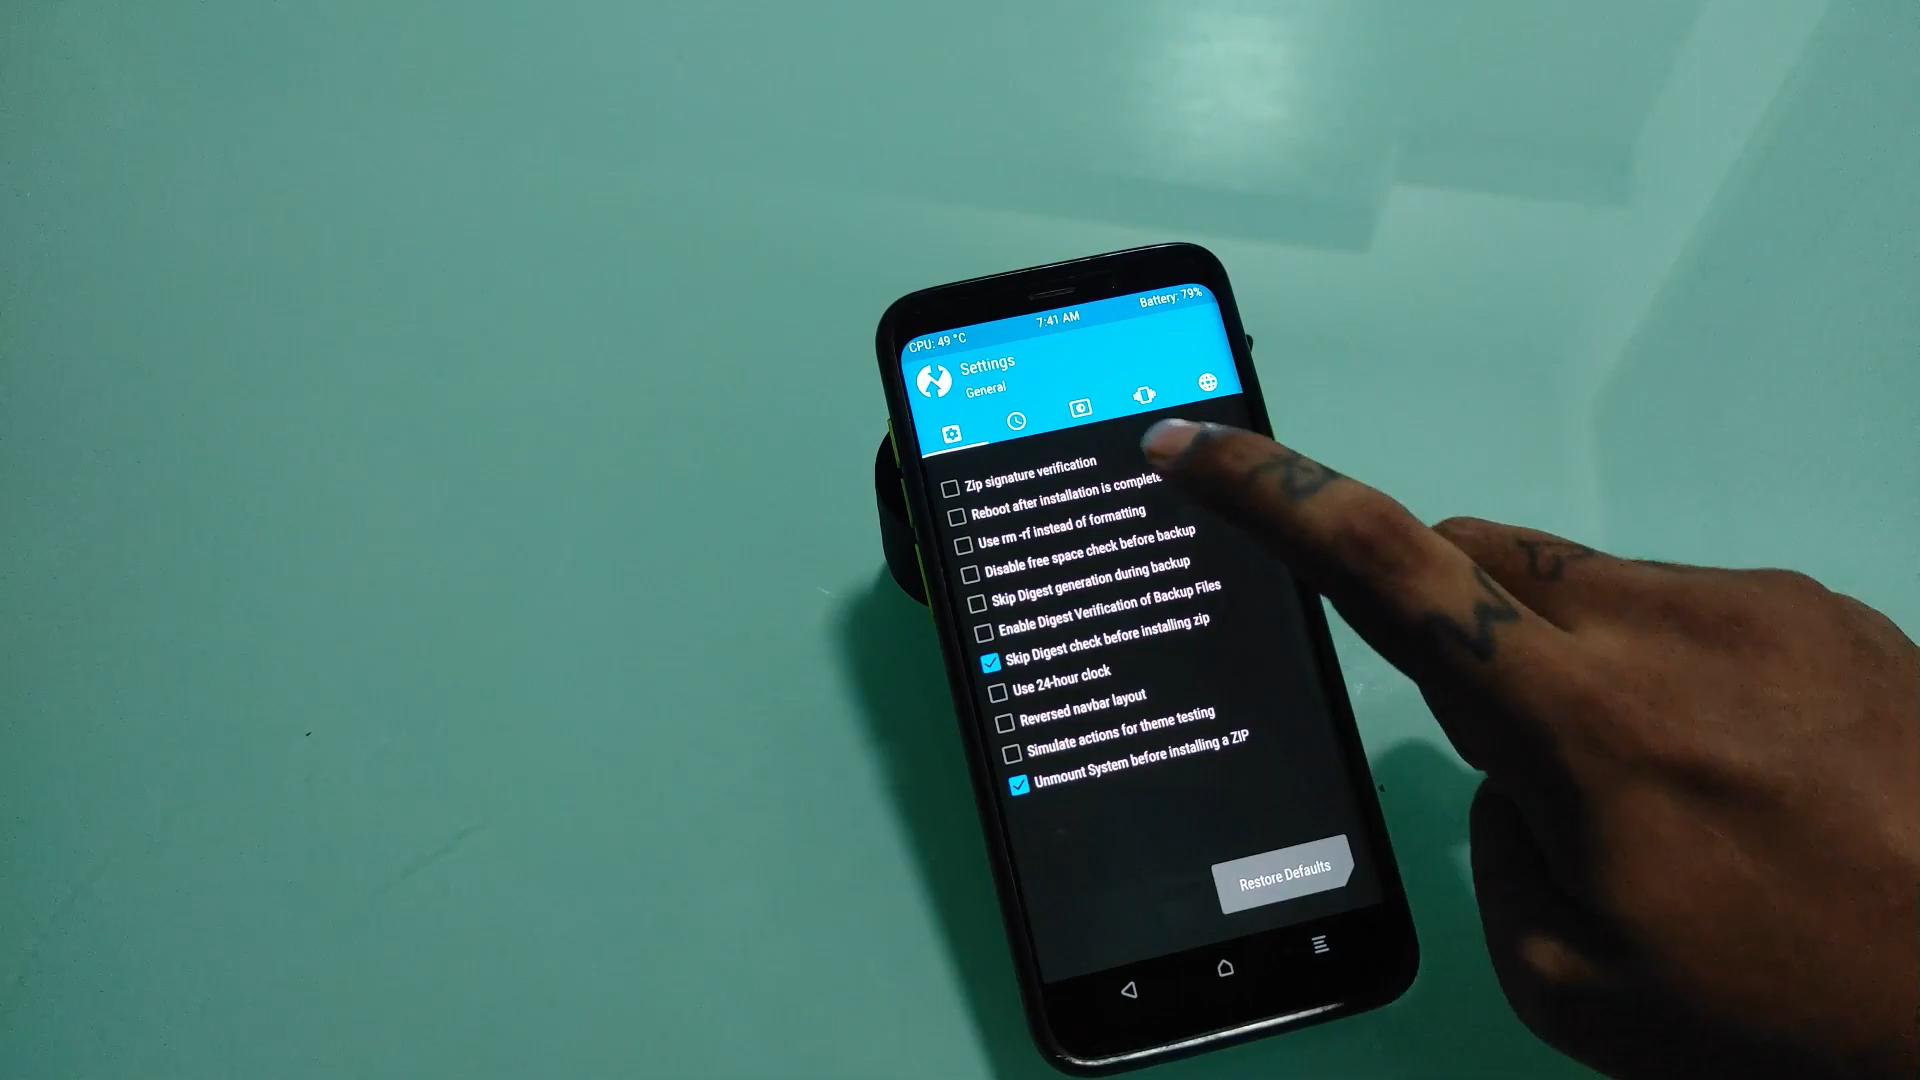 CPU: 49 °C
7:41 AM
Battery: 79%
Settings
General
Zip signature verification
Reboot after installation is complete
Use rm -rf instead of formatting
Disable free space check before backup
Skip Digest generation during backup
Enable Digest Verification of Backup Files
Skip Digest check before installing zip
Use 24-hour clock
Reversed navbar layout
Simulate actions for theme testing
Unmount System before installing a ZIP
Restore Defaults